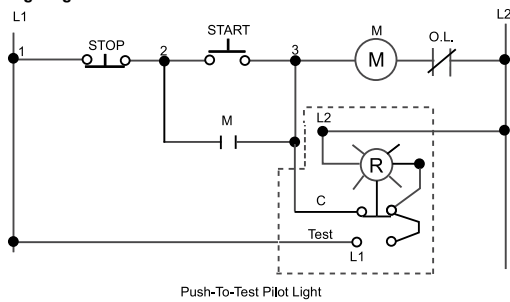 L1
L2
STOP
START
M
O.L.
1
2
3
M
M
L2
R
C
Test
L1
Push-To-Test Pilot Light